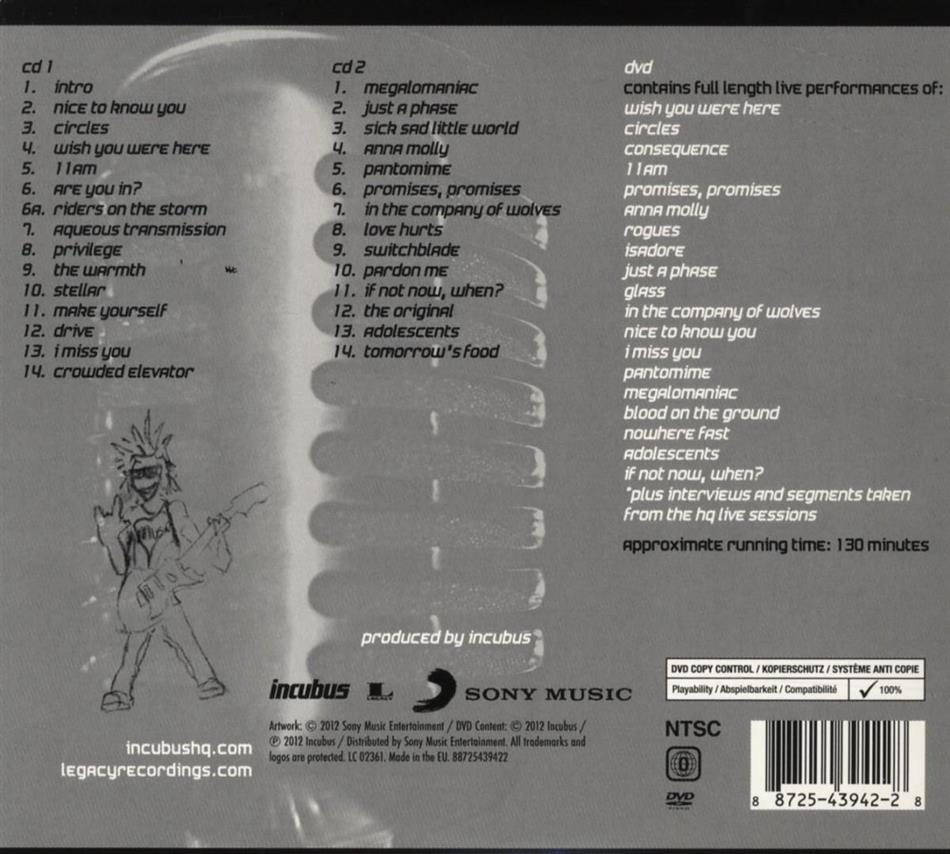 cd 1
1. intro
2. nice to know you
3. circles
4. wish you were here
5. 11am
6. are you in?
6a. riders on the storm
7. aqueous transmission
8. privilege
9. the warmth
10. stellar
11. make yourself
12. drive
13. i miss you
14. crowded elevator
cd 2
1. megalomaniac
2. just a phase
3. sick sad little world
4. anna molly
5. pantomime
6. promises, promises
7. in the company of wolves
8. love hurts
9. switchblade
10. pardon me
11. if not now, when?
12. the original
13. adolescents
14. tomorrow's food
dvd
contains full length live performances of:
wish you were here
circles
consequence
11am
promises, promises
anna molly
rogues
isadore
just a phase
glass
in the company of wolves
nice to know you
i miss you
pantomime
megalomaniac
blood on the ground
nowhere fast
adolescents
if not now, when?
*plus interviews and segments taken
from the hq live sessions
approximate running time: 130 minutes
produced by incubus
incubus L LEGACY SONY MUSIC
Artwork: © 2012 Sony Music Entertainment / DVD Content: © 2012 Incubus /
℗ 2012 Incubus / Distributed by Sony Music Entertainment. All trademarks and
logos are protected. LC 02361. Made in the EU. 88725439422
incubushq.com
legacyrecordings.com
DVD COPY CONTROL / KOPIERSCHUTZ / SYSTÈME ANTI COPIE
Playability / Abspielbarkeit / Compatibilité ✓ 100%
NTSC
0
DVD
8 8725-43942-2 8